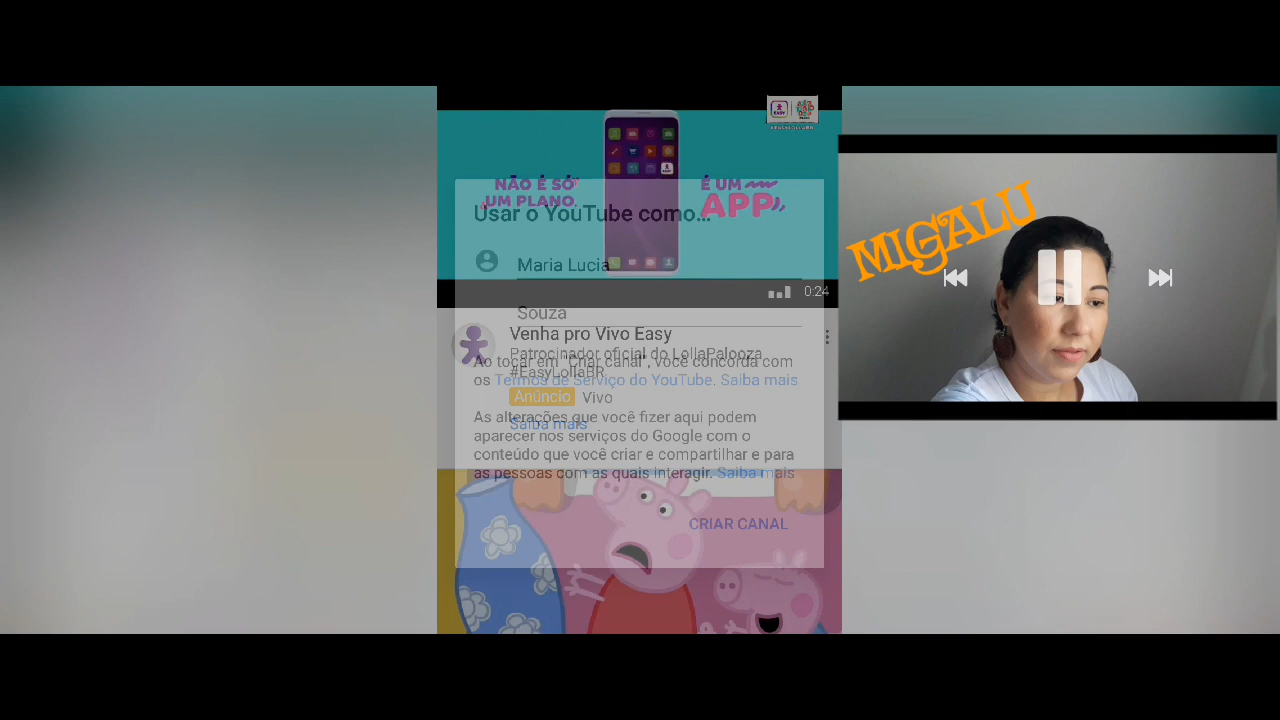 EASY
#EASYLOLLABR
NÃO É SÓ
UM PLANO.
É UM
APP
Usar o YouTube como...
Maria Lucia
0:24
Souza
Venha pro Vivo Easy
Patrocinador oficial do LollaPalooza
#EasyLollaBR
Anúncio Vivo
Saiba mais
Ao tocar em "Criar canal", você concorda com
os Termos de Serviço do YouTube. Saiba mais
As alterações que você fizer aqui podem
aparecer nos serviços do Google com o
conteúdo que você criar e compartilhar e para
as pessoas com as quais interagir. Saiba mais
CRIAR CANAL
MIGALU